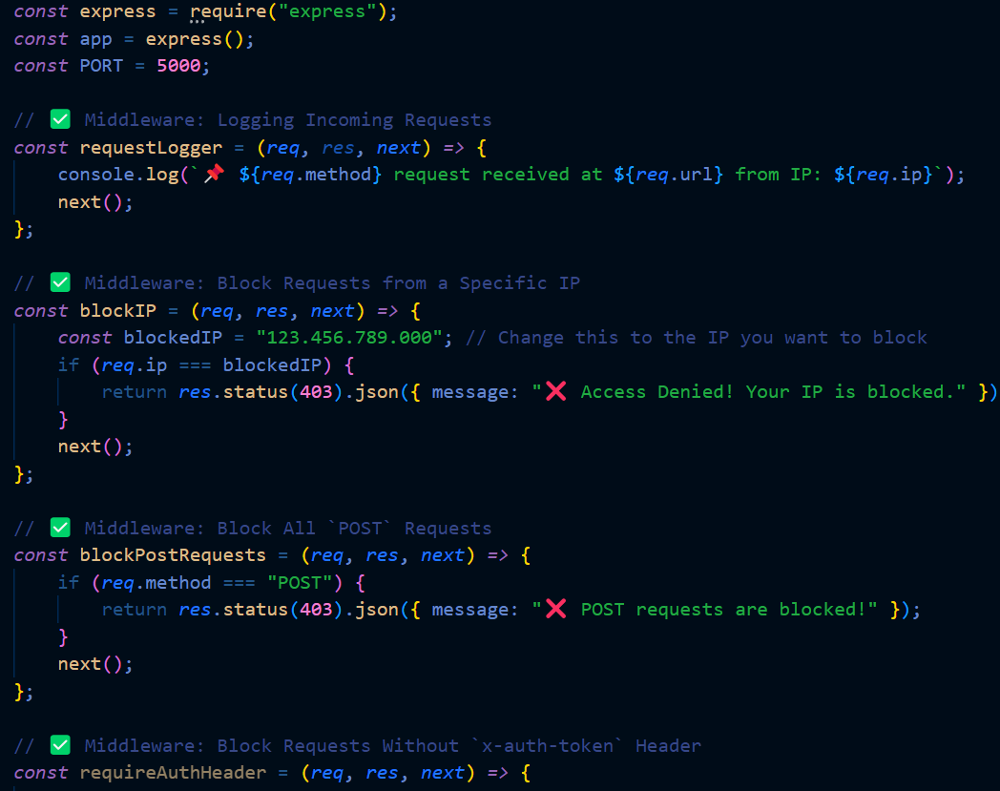 const express = require("express");
const app = express();
const PORT = 5000;
// ✅ Middleware: Logging Incoming Requests
const requestLogger = (req, res, next) => {
    console.log(`📌 ${req.method} request received at ${req.url} from IP: ${req.ip}`);
    next();
};
// ✅ Middleware: Block Requests from a Specific IP
const blockIP = (req, res, next) => {
    const blockedIP = "123.456.789.000"; // Change this to the IP you want to block
    if (req.ip === blockedIP) {
        return res.status(403).json({ message: "❌ Access Denied! Your IP is blocked." })
    }
    next();
};
// ✅ Middleware: Block All `POST` Requests
const blockPostRequests = (req, res, next) => {
    if (req.method === "POST") {
        return res.status(403).json({ message: "❌ POST requests are blocked!" });
    }
    next();
};
// ✅ Middleware: Block Requests Without `x-auth-token` Header
const requireAuthHeader = (req, res, next) => {